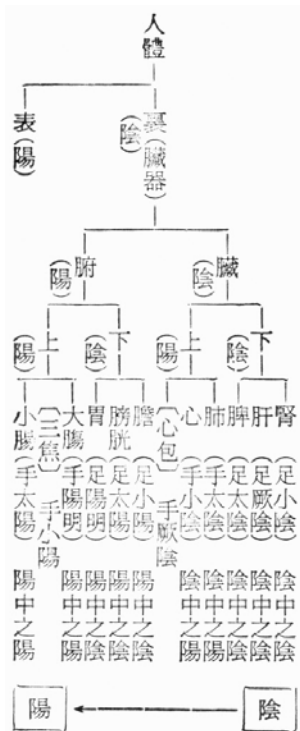 人體
裏(臟器)
(陰)
表(陽)
臟
(陰)
腑
(陽)
下
(陰)
上
(陽)
下
(陰)
上
(陽)
腎(足小陰) 陰中之陰
肝(足厥陰) 陰中之陰
脾(足太陰) 陰中之陰
肺(手太陰) 陰中之陽
心(手小陰) 陰中之陽
〔心包〕 手厥陰
膽(足小陽) 陽中之陰
膀胱(足太陽) 陽中之陰
胃(足陽明) 陽中之陰
大腸(手陽明) 陽中之陽
〔三焦〕 手小陽
小腸(手太陽) 陽中之陽
陰
陽